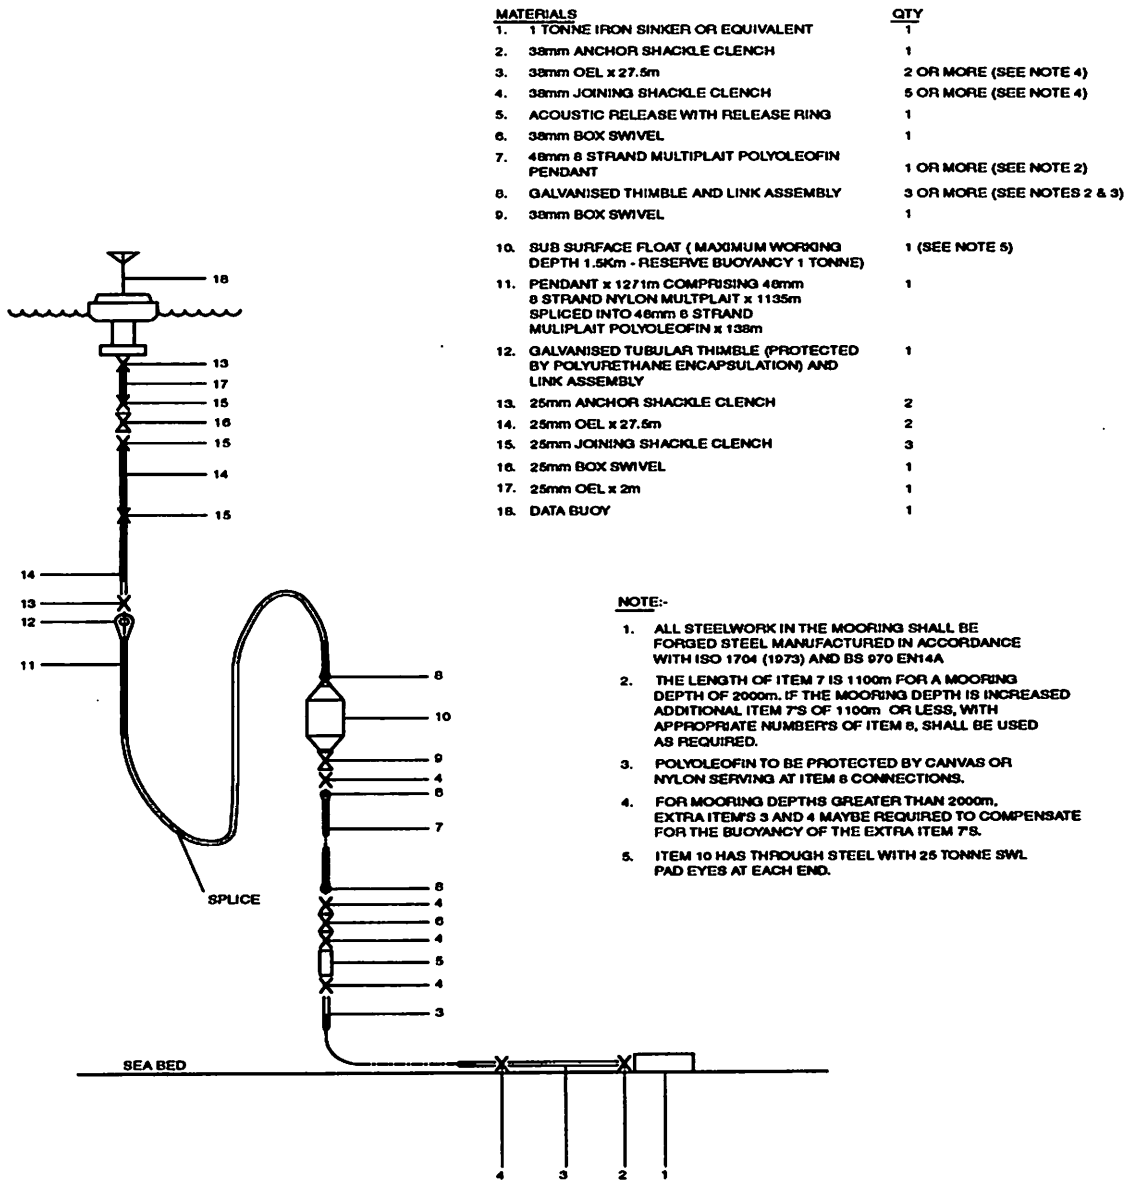 MATERIALS QTY
1. 1 TONNE IRON SINKER OR EQUIVALENT 1
2. 38mm ANCHOR SHACKLE CLENCH 1
3. 38mm OEL x 27.5m 2 OR MORE (SEE NOTE 4)
4. 38mm JOINING SHACKLE CLENCH 5 OR MORE (SEE NOTE 4)
5. ACOUSTIC RELEASE WITH RELEASE RING 1
6. 38mm BOX SWIVEL 1
7. 48mm 8 STRAND MULTIPLAIT POLYOLEOFIN
PENDANT 1 OR MORE (SEE NOTE 2)
8. GALVANISED THIMBLE AND LINK ASSEMBLY 3 OR MORE (SEE NOTES 2 & 3)
9. 38mm BOX SWIVEL 1
10. SUB SURFACE FLOAT ( MAXIMUM WORKING 1 (SEE NOTE 5)
DEPTH 1.5Km - RESERVE BUOYANCY 1 TONNE)
11. PENDANT x 1271m COMPRISING 48mm 1
8 STRAND NYLON MULTPLAIT x 1135m
SPLICED INTO 48mm 8 STRAND
MULIPLAIT POLYOLEOFIN x 138m
12. GALVANISED TUBULAR THIMBLE (PROTECTED 1
BY POLYURETHANE ENCAPSULATION) AND
LINK ASSEMBLY
13. 25mm ANCHOR SHACKLE CLENCH 2
14. 25mm OEL x 27.5m 2
15. 25mm JOINING SHACKLE CLENCH 3
16. 25mm BOX SWIVEL 1
17. 25mm OEL x 2m 1
18. DATA BUOY 1
18
13
17
15
16
15
14
15
14
13
12
11
8
10
9
4
8
7
8
4
6
4
5
4
3
SPLICE
SEA BED
4 3 2 1
NOTE:-
1. ALL STEELWORK IN THE MOORING SHALL BE
FORGED STEEL MANUFACTURED IN ACCORDANCE
WITH ISO 1704 (1973) AND BS 970 EN14A
2. THE LENGTH OF ITEM 7 IS 1100m FOR A MOORING
DEPTH OF 2000m. IF THE MOORING DEPTH IS INCREASED
ADDITIONAL ITEM 7'S OF 1100m OR LESS, WITH
APPROPRIATE NUMBER'S OF ITEM 8, SHALL BE USED
AS REQUIRED.
3. POLYOLEOFIN TO BE PROTECTED BY CANVAS OR
NYLON SERVING AT ITEM 8 CONNECTIONS.
4. FOR MOORING DEPTHS GREATER THAN 2000m,
EXTRA ITEM'S 3 AND 4 MAYBE REQUIRED TO COMPENSATE
FOR THE BUOYANCY OF THE EXTRA ITEM 7'S.
5. ITEM 10 HAS THROUGH STEEL WITH 25 TONNE SWL
PAD EYES AT EACH END.